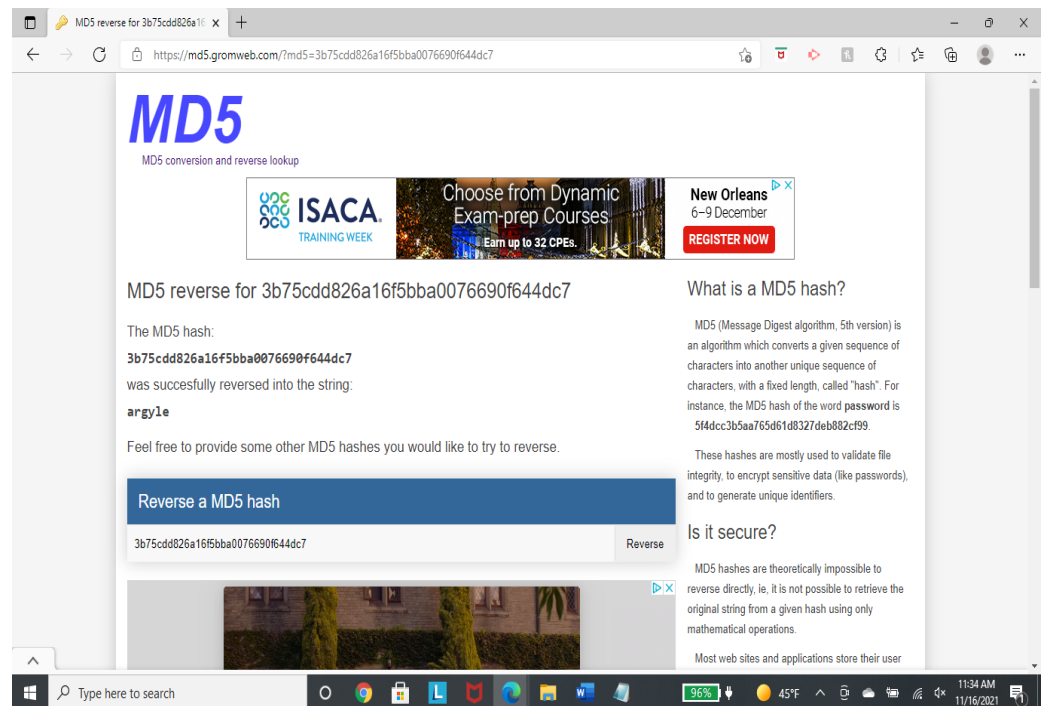 MD5 reverse for 3b75cdd826a16
https://md5.gromweb.com/?md5=3b75cdd826a16f5bba0076690f644dc7
MD5
MD5 conversion and reverse lookup
ISACA.
TRAINING WEEK
Choose from Dynamic
Exam-prep Courses
Earn up to 32 CPEs.
New Orleans
6–9 December
REGISTER NOW
MD5 reverse for 3b75cdd826a16f5bba0076690f644dc7
The MD5 hash:
3b75cdd826a16f5bba0076690f644dc7
was succesfully reversed into the string:
argyle
Feel free to provide some other MD5 hashes you would like to try to reverse.
Reverse a MD5 hash
3b75cdd826a16f5bba0076690f644dc7
Reverse
What is a MD5 hash?
MD5 (Message Digest algorithm, 5th version) is
an algorithm which converts a given sequence of
characters into another unique sequence of
characters, with a fixed length, called "hash". For
instance, the MD5 hash of the word password is
5f4dcc3b5aa765d61d8327deb882cf99.
These hashes are mostly used to validate file
integrity, to encrypt sensitive data (like passwords),
and to generate unique identifiers.
Is it secure?
MD5 hashes are theoretically impossible to
reverse directly, ie, it is not possible to retrieve the
original string from a given hash using only
mathematical operations.
Most web sites and applications store their user
Type here to search
L
W
96%
45°F
11:34 AM
11/16/2021
1